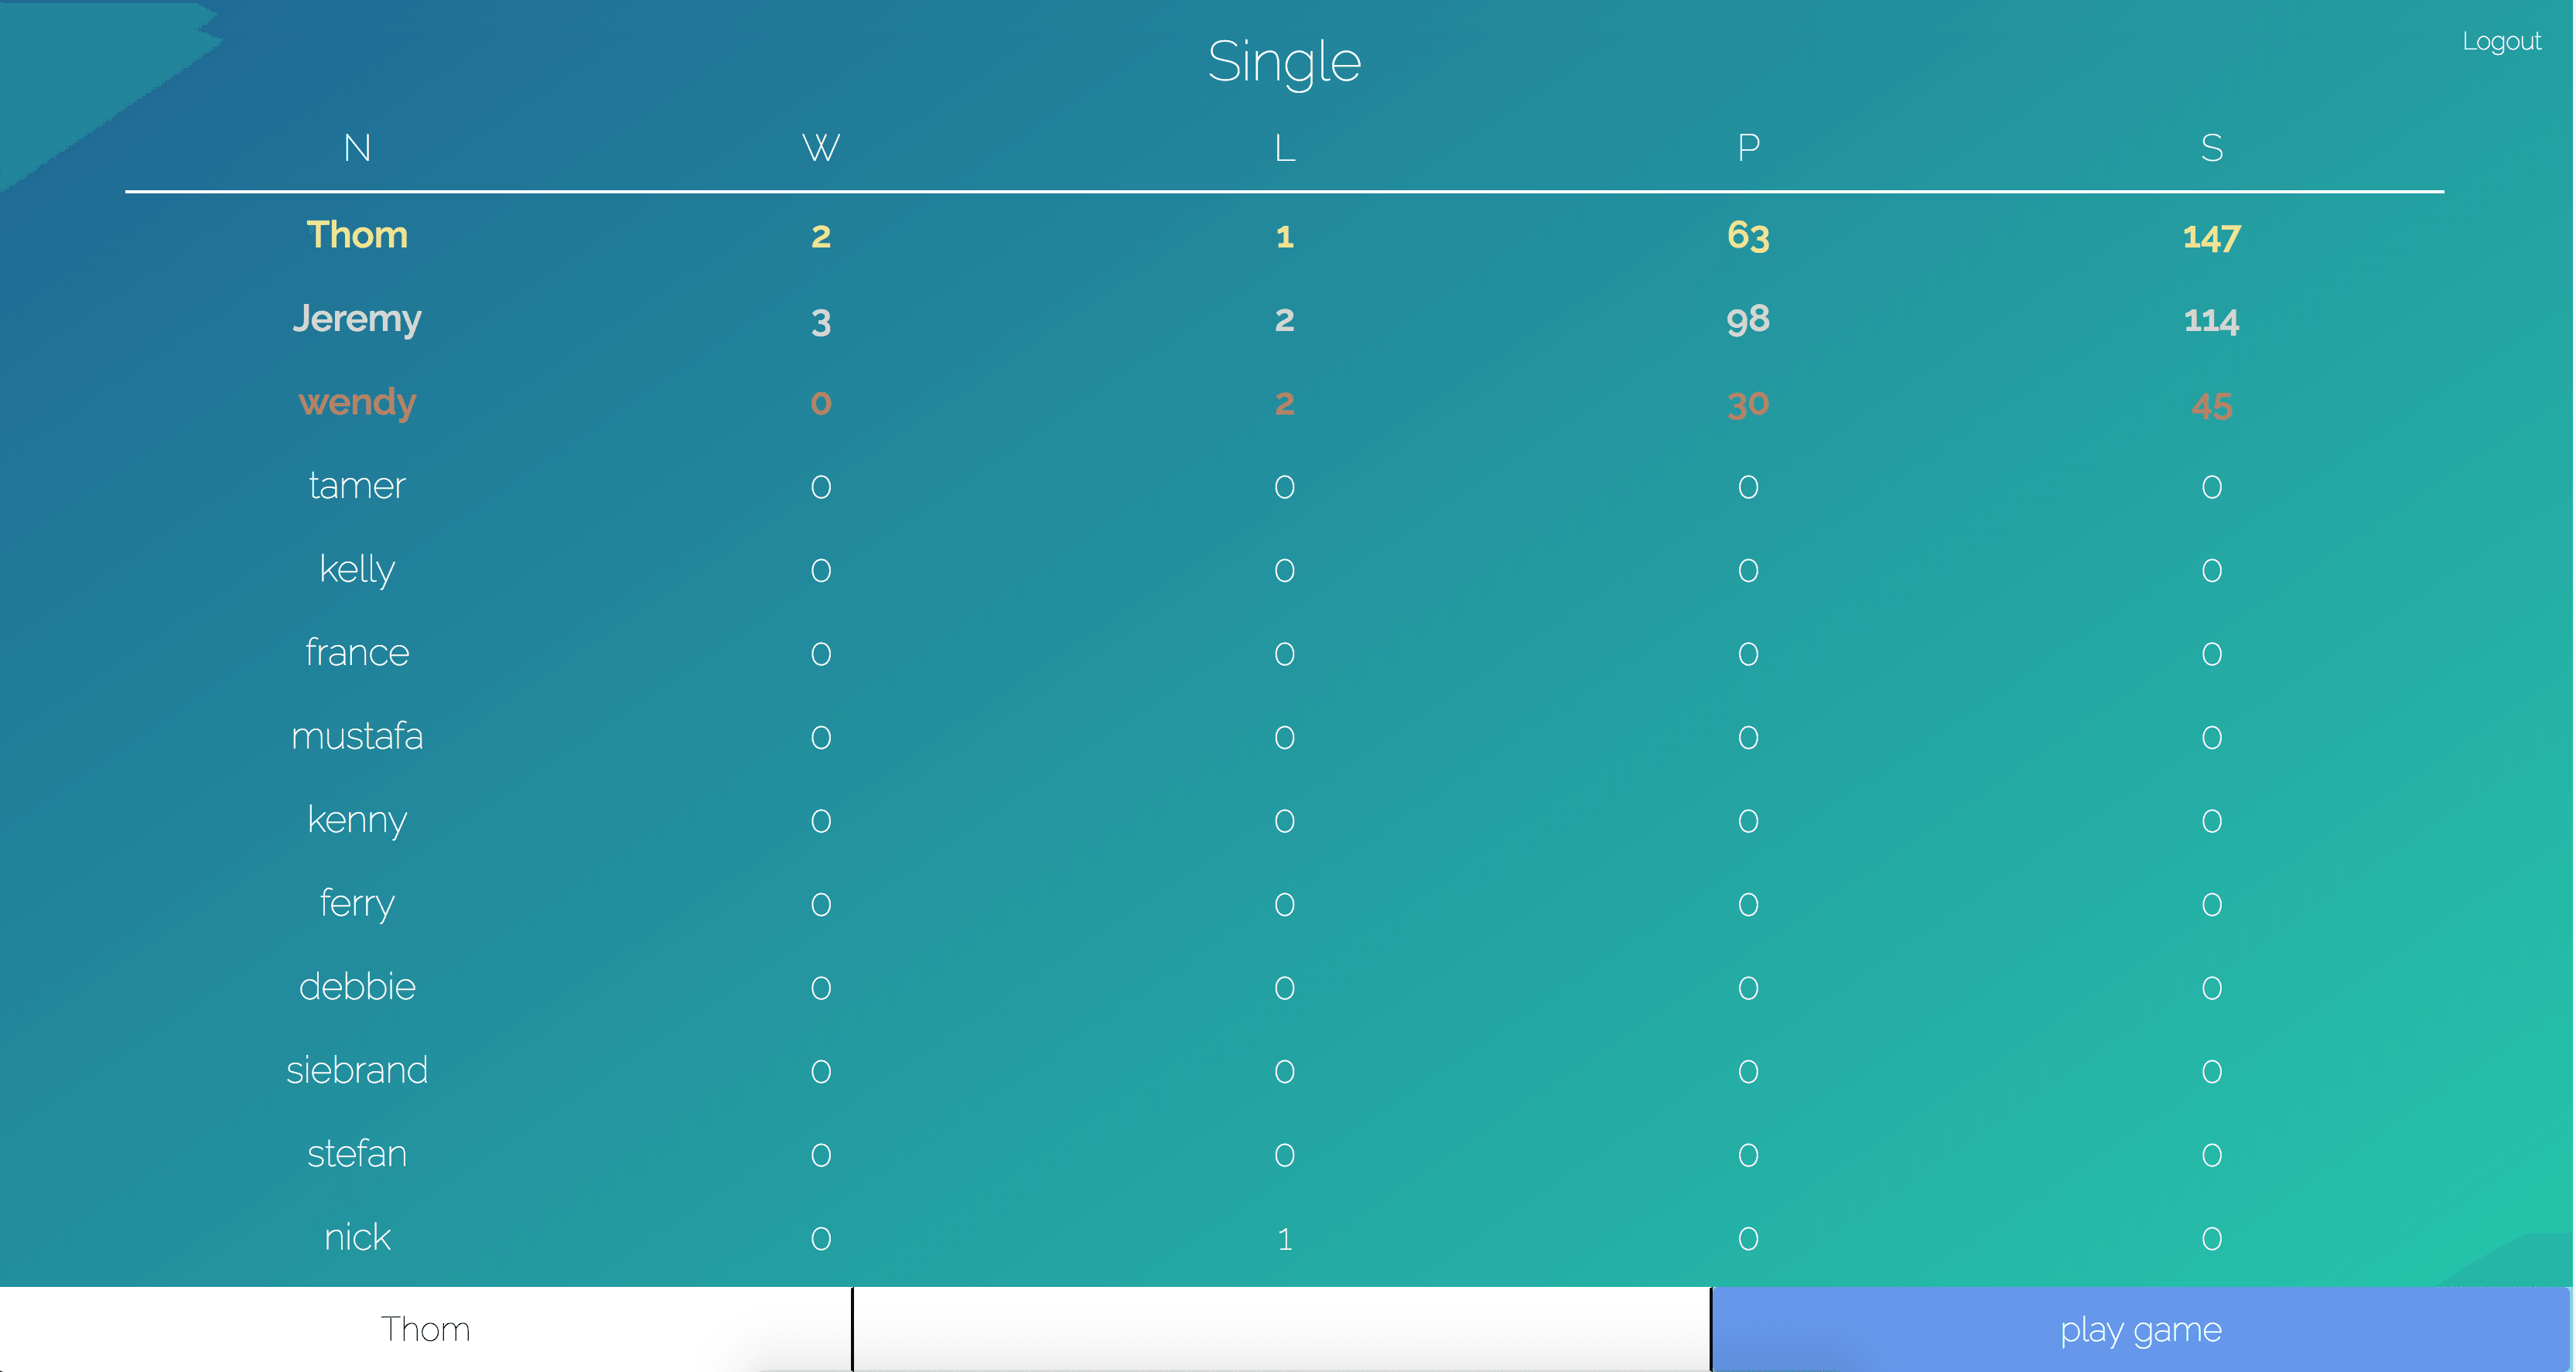 Logout
Single
N W L P S
Thom 2 1 63 147
Jeremy 3 2 98 114
wendy 0 2 30 45
tamer 0 0 0 0
kelly 0 0 0 0
france 0 0 0 0
mustafa 0 0 0 0
kenny 0 0 0 0
ferry 0 0 0 0
debbie 0 0 0 0
siebrand 0 0 0 0
stefan 0 0 0 0
nick 0 1 0 0
Thom play game